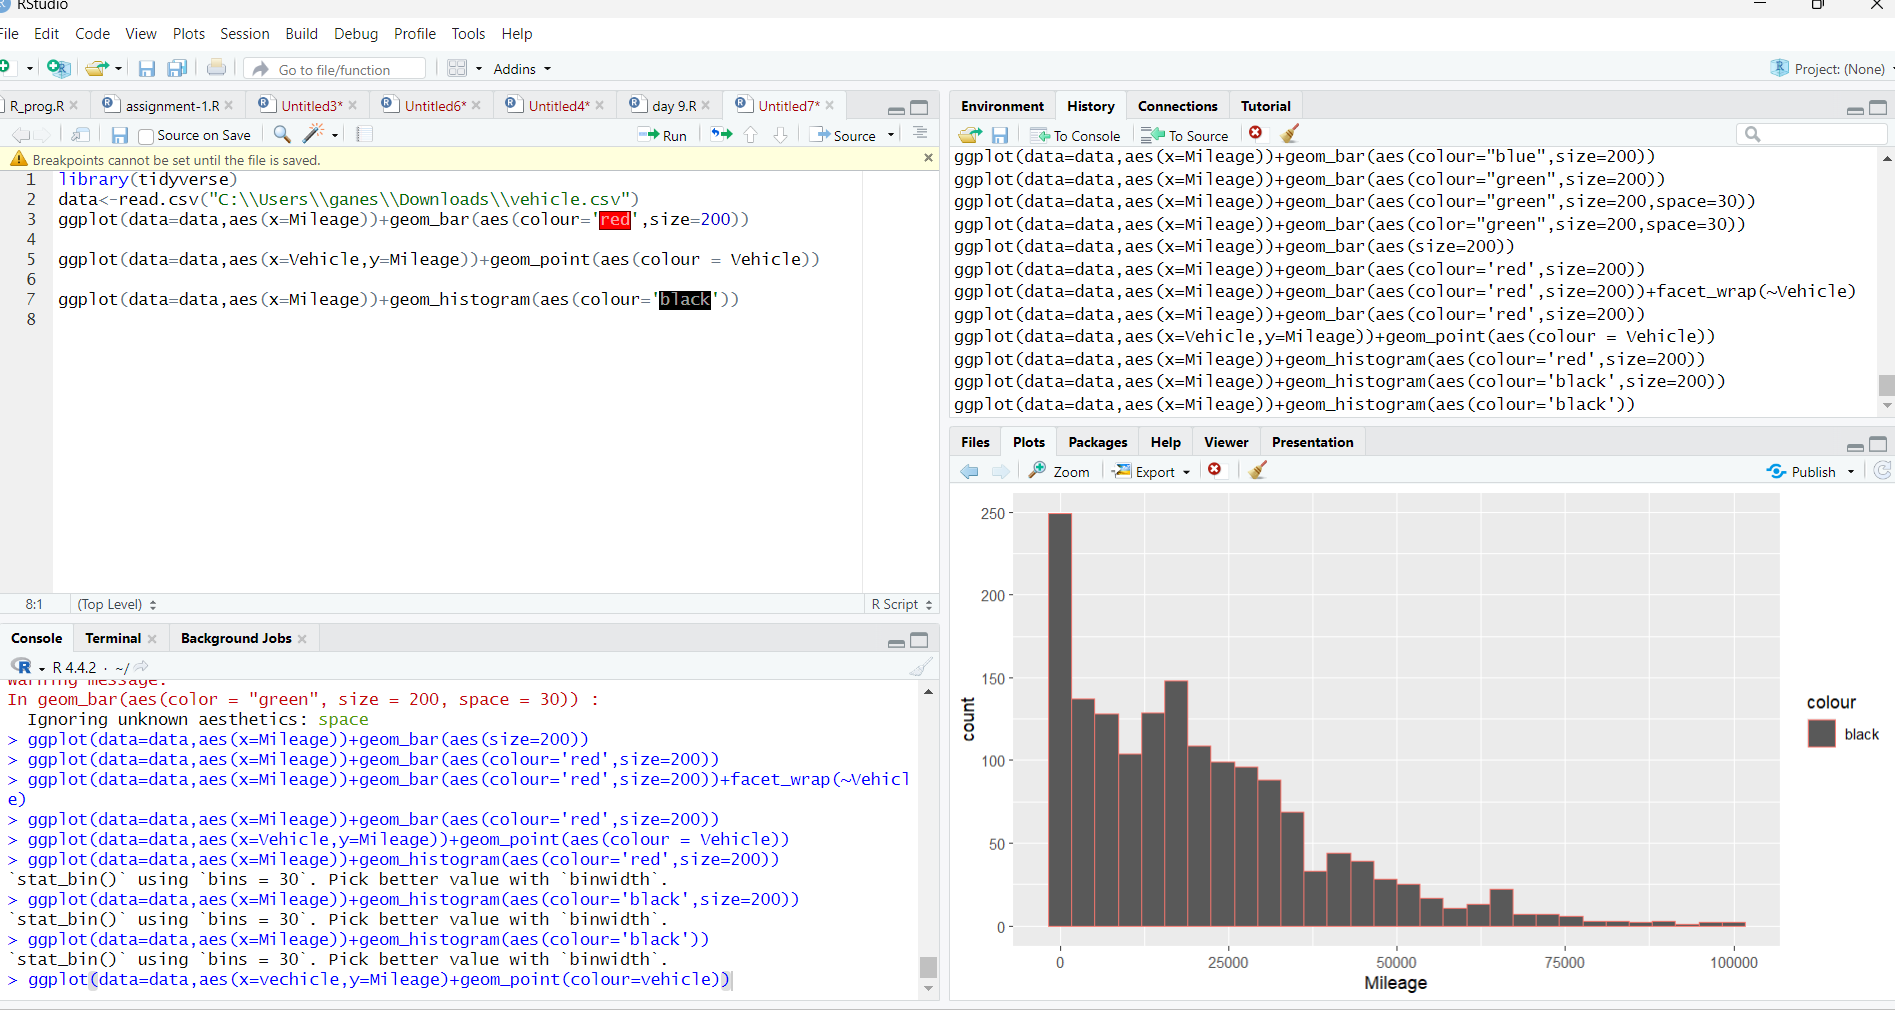 RStudio
File Edit Code View Plots Session Build Debug Profile Tools Help
Go to file/function
Addins
Project: (None)
R_prog.R
assignment-1.R
Untitled3*
Untitled6*
Untitled4*
day 9.R
Untitled7*
Source on Save
Run
Source
Breakpoints cannot be set until the file is saved.
1 library(tidyverse)
2 data<-read.csv("C:\\Users\\ganes\\Downloads\\vehicle.csv")
3 ggplot(data=data,aes(x=Mileage))+geom_bar(aes(colour='red',size=200))
4
5 ggplot(data=data,aes(x=Vehicle,y=Mileage))+geom_point(aes(colour = Vehicle))
6
7 ggplot(data=data,aes(x=Mileage))+geom_histogram(aes(colour='black'))
8
8:1
(Top Level)
R Script
Console
Terminal
Background Jobs
R 4.4.2 · ~/
Warning message:
In geom_bar(aes(color = "green", size = 200, space = 30)) :
Ignoring unknown aesthetics: space
> ggplot(data=data,aes(x=Mileage))+geom_bar(aes(size=200))
> ggplot(data=data,aes(x=Mileage))+geom_bar(aes(colour='red',size=200))
> ggplot(data=data,aes(x=Mileage))+geom_bar(aes(colour='red',size=200))+facet_wrap(~Vehicl
e)
> ggplot(data=data,aes(x=Mileage))+geom_bar(aes(colour='red',size=200))
> ggplot(data=data,aes(x=Vehicle,y=Mileage))+geom_point(aes(colour = Vehicle))
> ggplot(data=data,aes(x=Mileage))+geom_histogram(aes(colour='red',size=200))
`stat_bin()` using `bins = 30`. Pick better value with `binwidth`.
> ggplot(data=data,aes(x=Mileage))+geom_histogram(aes(colour='black',size=200))
`stat_bin()` using `bins = 30`. Pick better value with `binwidth`.
> ggplot(data=data,aes(x=Mileage))+geom_histogram(aes(colour='black'))
`stat_bin()` using `bins = 30`. Pick better value with `binwidth`.
> ggplot(data=data,aes(x=vechicle,y=Mileage)+geom_point(colour=vehicle))
Environment
History
Connections
Tutorial
To Console
To Source
ggplot(data=data,aes(x=Mileage))+geom_bar(aes(colour="blue",size=200))
ggplot(data=data,aes(x=Mileage))+geom_bar(aes(colour="green",size=200))
ggplot(data=data,aes(x=Mileage))+geom_bar(aes(colour="green",size=200,space=30))
ggplot(data=data,aes(x=Mileage))+geom_bar(aes(color="green",size=200,space=30))
ggplot(data=data,aes(x=Mileage))+geom_bar(aes(size=200))
ggplot(data=data,aes(x=Mileage))+geom_bar(aes(colour='red',size=200))
ggplot(data=data,aes(x=Mileage))+geom_bar(aes(colour='red',size=200))+facet_wrap(~Vehicle)
ggplot(data=data,aes(x=Mileage))+geom_bar(aes(colour='red',size=200))
ggplot(data=data,aes(x=Vehicle,y=Mileage))+geom_point(aes(colour = Vehicle))
ggplot(data=data,aes(x=Mileage))+geom_histogram(aes(colour='red',size=200))
ggplot(data=data,aes(x=Mileage))+geom_histogram(aes(colour='black',size=200))
ggplot(data=data,aes(x=Mileage))+geom_histogram(aes(colour='black'))
Files
Plots
Packages
Help
Viewer
Presentation
Zoom
Export
Publish
250
200
150
100
50
0
count
0
25000
50000
75000
100000
Mileage
colour
black